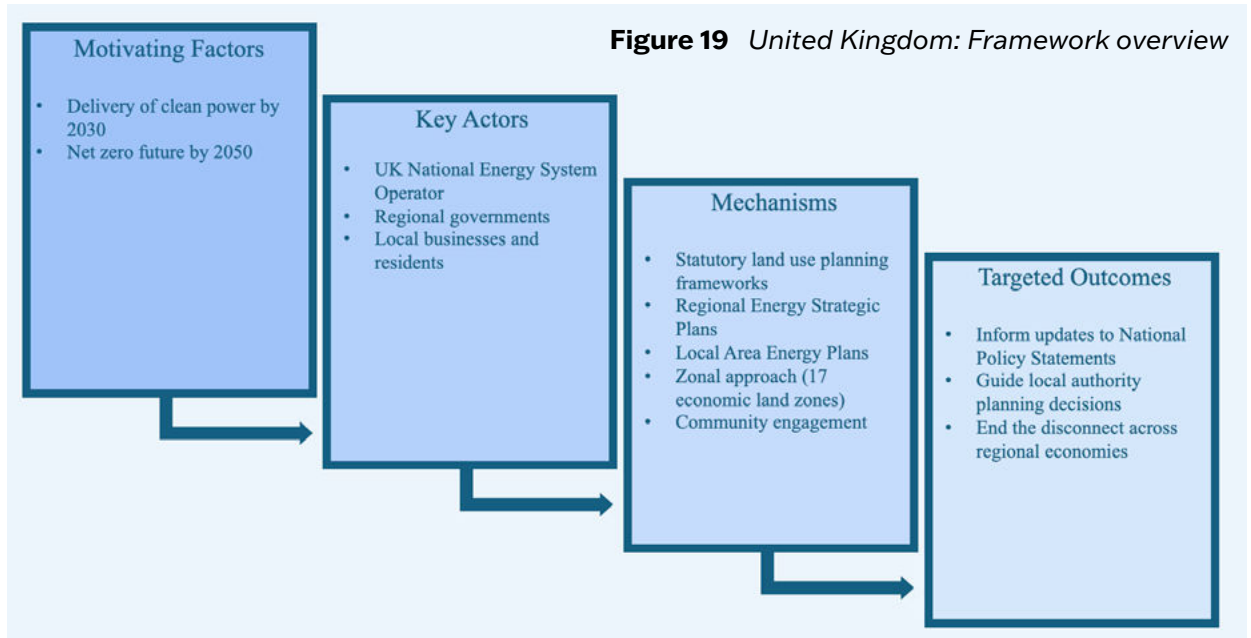 Figure 19 United Kingdom: Framework overview
Motivating Factors
• Delivery of clean power by
2030
• Net zero future by 2050
Key Actors
• UK National Energy System
Operator
• Regional governments
• Local businesses and
residents
Mechanisms
• Statutory land use planning
frameworks
• Regional Energy Strategic
Plans
• Local Area Energy Plans
• Zonal approach (17
economic land zones)
• Community engagement
Targeted Outcomes
• Inform updates to National
Policy Statements
• Guide local authority
planning decisions
• End the disconnect across
regional economies